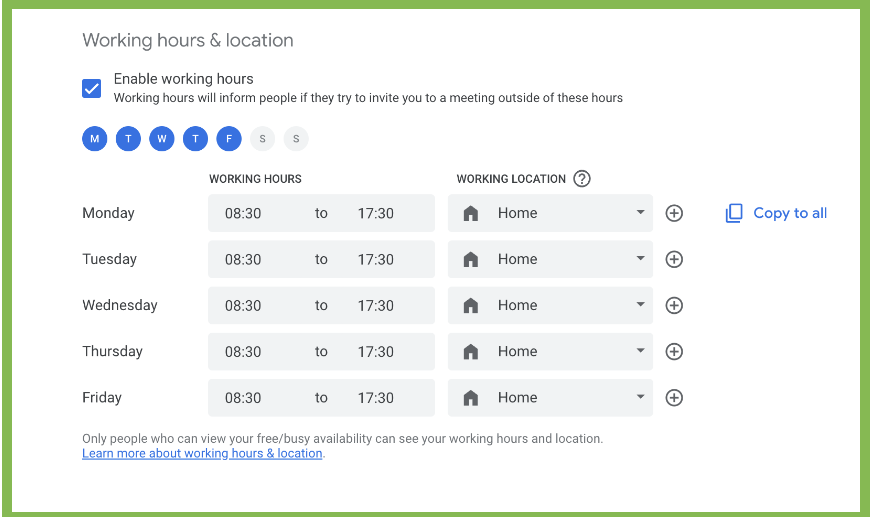 Working hours & location
Enable working hours
Working hours will inform people if they try to invite you to a meeting outside of these hours
M T W T F S S
WORKING HOURS WORKING LOCATION ?
Monday 08:30 to 17:30 Home Copy to all
Tuesday 08:30 to 17:30 Home
Wednesday 08:30 to 17:30 Home
Thursday 08:30 to 17:30 Home
Friday 08:30 to 17:30 Home
Only people who can view your free/busy availability can see your working hours and location.
Learn more about working hours & location.